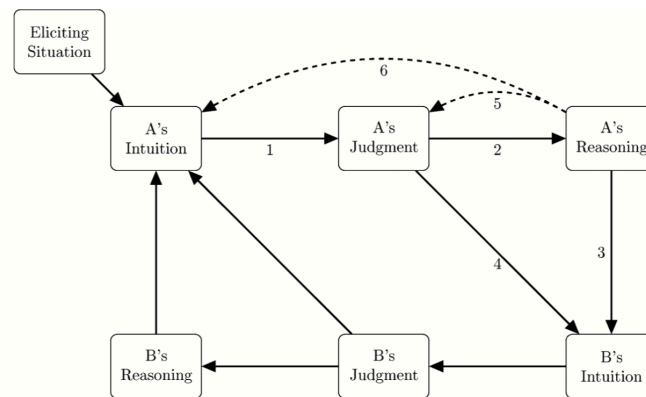 Eliciting
Situation
6
5
A's
Intuition
1
A's
Judgment
2
A's
Reasoning
4
3
B's
Reasoning
B's
Judgment
B's
Intuition